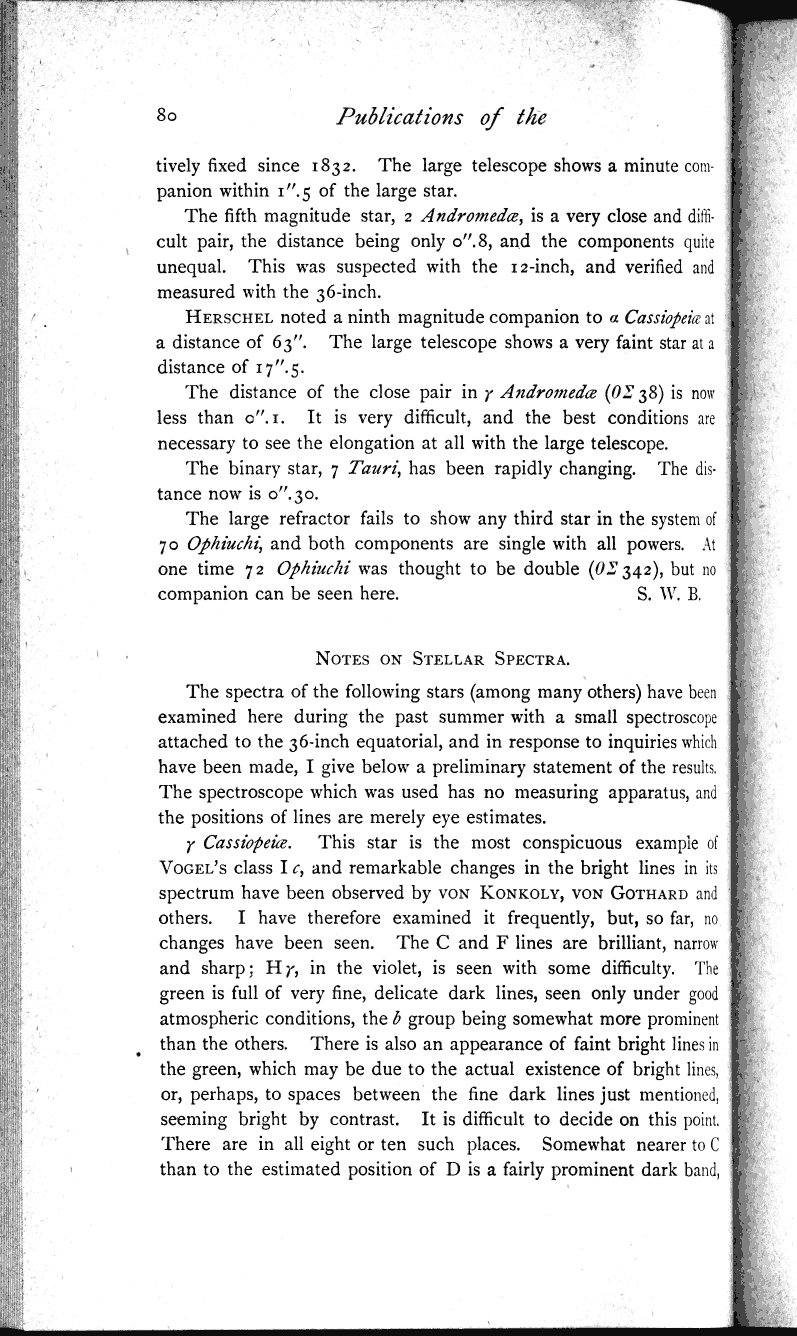 80 Publications of the
tively fixed since 1832. The large telescope shows a minute com-
panion within 1″.5 of the large star.
The fifth magnitude star, 2 Andromedæ, is a very close and diffi-
cult pair, the distance being only 0″.8, and the components quite
unequal. This was suspected with the 12-inch, and verified and
measured with the 36-inch.
HERSCHEL noted a ninth magnitude companion to α Cassiopeiæ at
a distance of 63″. The large telescope shows a very faint star at a
distance of 17″.5.
The distance of the close pair in γ Andromedæ (OΣ 38) is now
less than 0″.1. It is very difficult, and the best conditions are
necessary to see the elongation at all with the large telescope.
The binary star, 7 Tauri, has been rapidly changing. The dis-
tance now is 0″.30.
The large refractor fails to show any third star in the system of
70 Ophiuchi, and both components are single with all powers. At
one time 72 Ophiuchi was thought to be double (OΣ 342), but no
companion can be seen here. S. W. B.
NOTES ON STELLAR SPECTRA.
The spectra of the following stars (among many others) have been
examined here during the past summer with a small spectroscope
attached to the 36-inch equatorial, and in response to inquiries which
have been made, I give below a preliminary statement of the results.
The spectroscope which was used has no measuring apparatus, and
the positions of lines are merely eye estimates.
γ Cassiopeiæ. This star is the most conspicuous example of
VOGEL'S class I c, and remarkable changes in the bright lines in its
spectrum have been observed by VON KONKOLY, VON GOTHARD and
others. I have therefore examined it frequently, but, so far, no
changes have been seen. The C and F lines are brilliant, narrow
and sharp; Hγ, in the violet, is seen with some difficulty. The
green is full of very fine, delicate dark lines, seen only under good
atmospheric conditions, the b group being somewhat more prominent
than the others. There is also an appearance of faint bright lines in
the green, which may be due to the actual existence of bright lines,
or, perhaps, to spaces between the fine dark lines just mentioned,
seeming bright by contrast. It is difficult to decide on this point.
There are in all eight or ten such places. Somewhat nearer to C
than to the estimated position of D is a fairly prominent dark band,